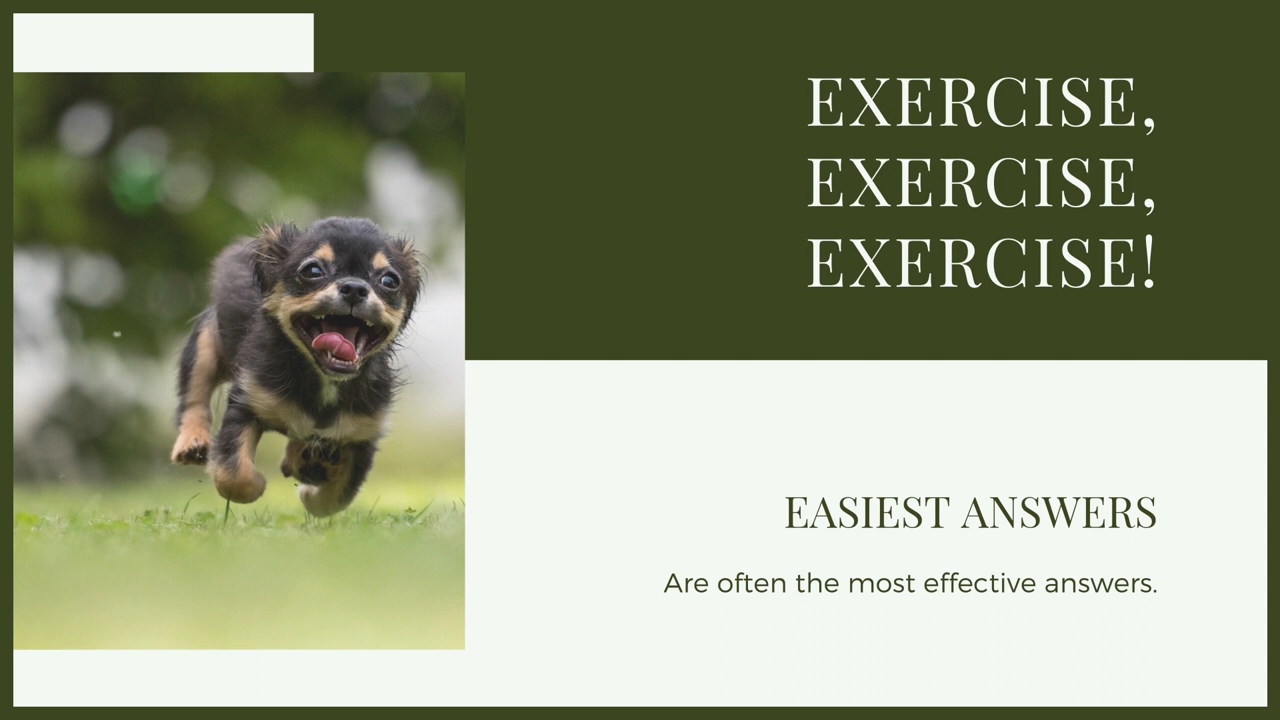 EXERCISE,
EXERCISE,
EXERCISE!
EASIEST ANSWERS
Are often the most effective answers.